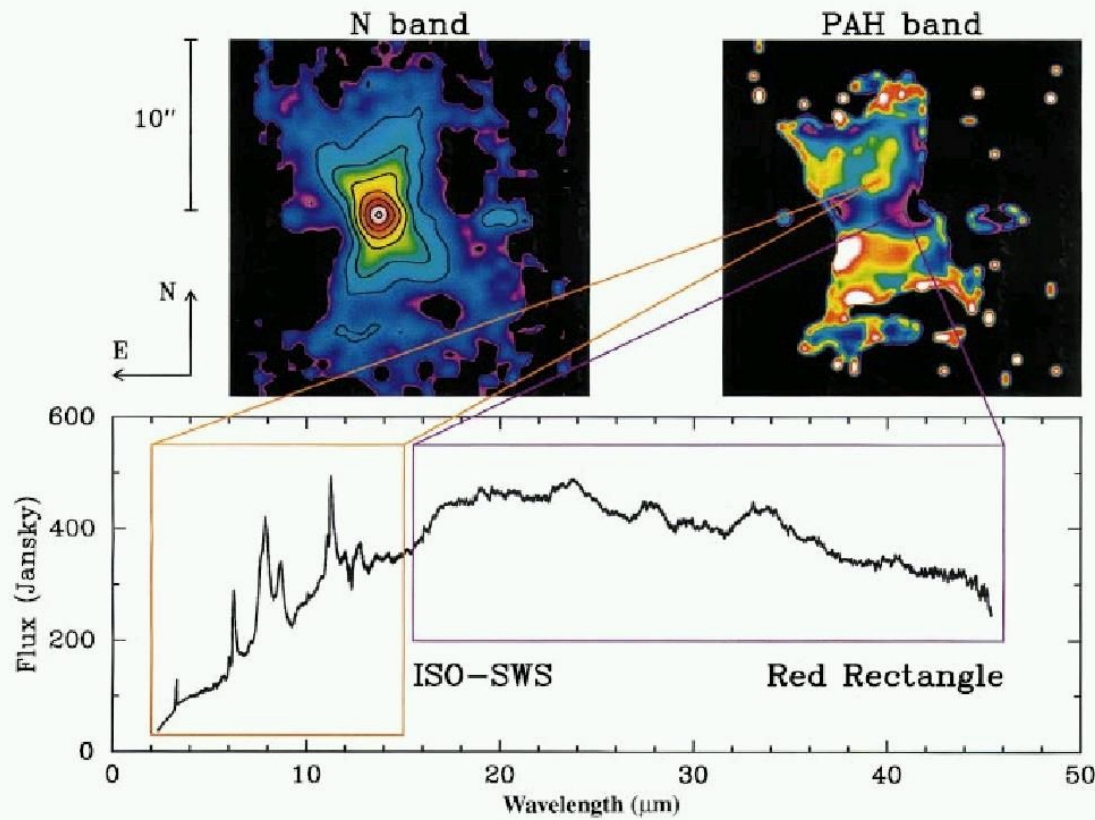 N band
PAH band
10"
N
E
600
400
200
0
Flux (Jansky)
ISO-SWS
Red Rectangle
0 10 20 30 40 50
Wavelength (μm)